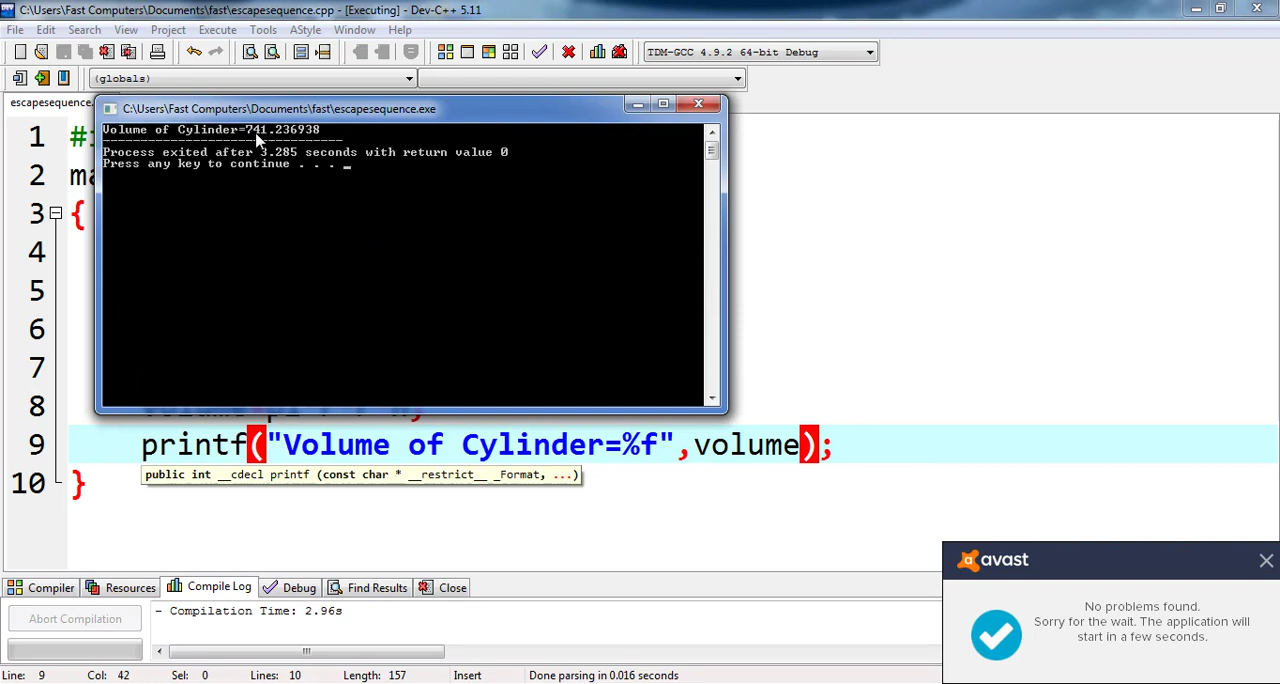 C:\Users\Fast Computers\Documents\fast\escapesequence.cpp - [Executing] - Dev-C++ 5.11
File Edit Search View Project Execute Tools AStyle Window Help
TDM-GCC 4.9.2 64-bit Debug
(globals)
escapesequence.
C:\Users\Fast Computers\Documents\fast\escapesequence.exe
Volume of Cylinder=741.236938
--------------------------------
Process exited after 3.285 seconds with return value 0
Press any key to continue . . . _
1 #i
2 ma
3 {
4
5
6
7
8
9 printf("Volume of Cylinder=%f",volume);
public int __cdecl printf (const char * __restrict__ _Format, ...)
10 }
avast
No problems found.
Sorry for the wait. The application will
start in a few seconds.
Compiler Resources Compile Log Debug Find Results Close
Abort Compilation
- Compilation Time: 2.96s
Line: 9 Col: 42 Sel: 0 Lines: 10 Length: 157 Insert Done parsing in 0.016 seconds